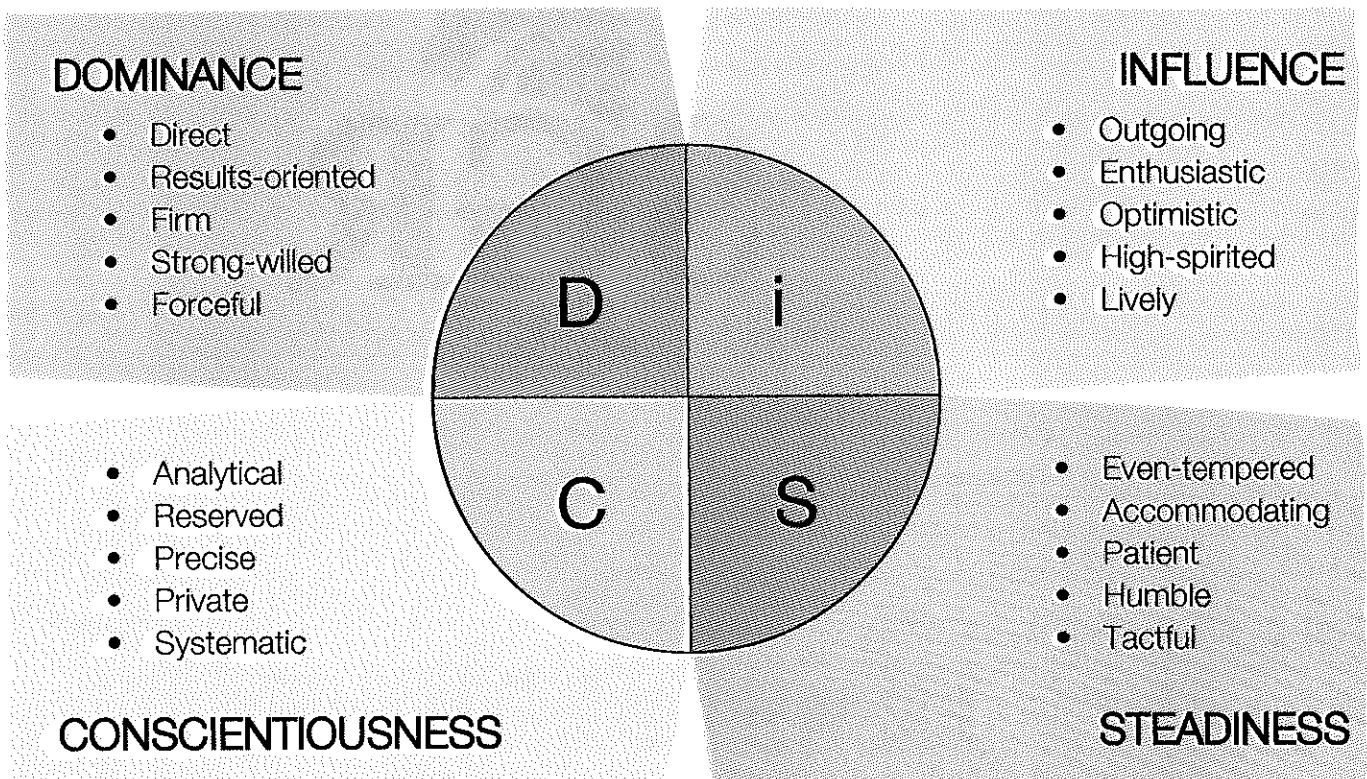 DOMINANCE
• Direct
• Results-oriented
• Firm
• Strong-willed
• Forceful
INFLUENCE
• Outgoing
• Enthusiastic
• Optimistic
• High-spirited
• Lively
D
i
C
S
• Analytical
• Reserved
• Precise
• Private
• Systematic
CONSCIENTIOUSNESS
• Even-tempered
• Accommodating
• Patient
• Humble
• Tactful
STEADINESS